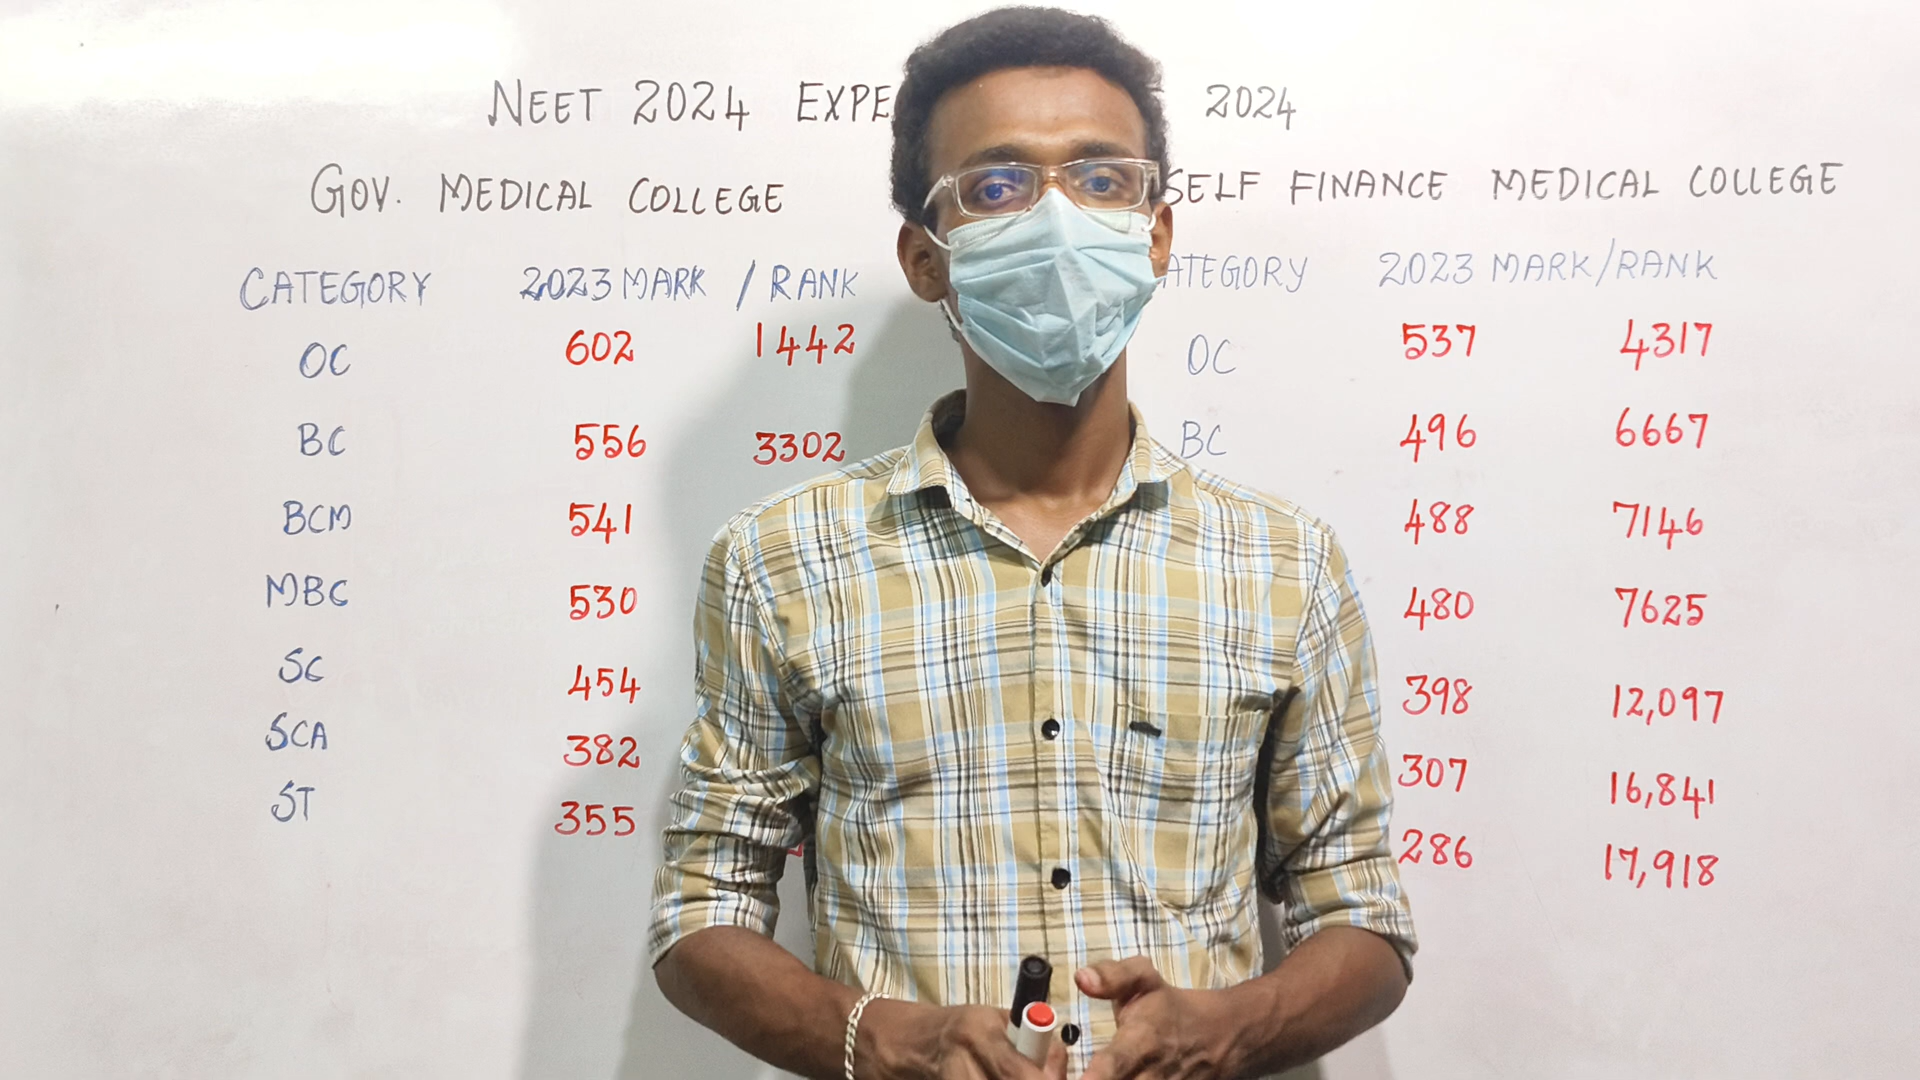 NEET 2024 EXPE 2024
GOV. MEDICAL COLLEGE
CATEGORY 2023 MARK / RANK
OC 602 1442
BC 556 3302
BCM 541
MBC 530
SC 454
SCA 382
ST 355
SELF FINANCE MEDICAL COLLEGE
ATEGORY 2023 MARK/RANK
OC 537 4317
BC 496 6667
488 7146
480 7625
398 12,097
307 16,841
286 17,918